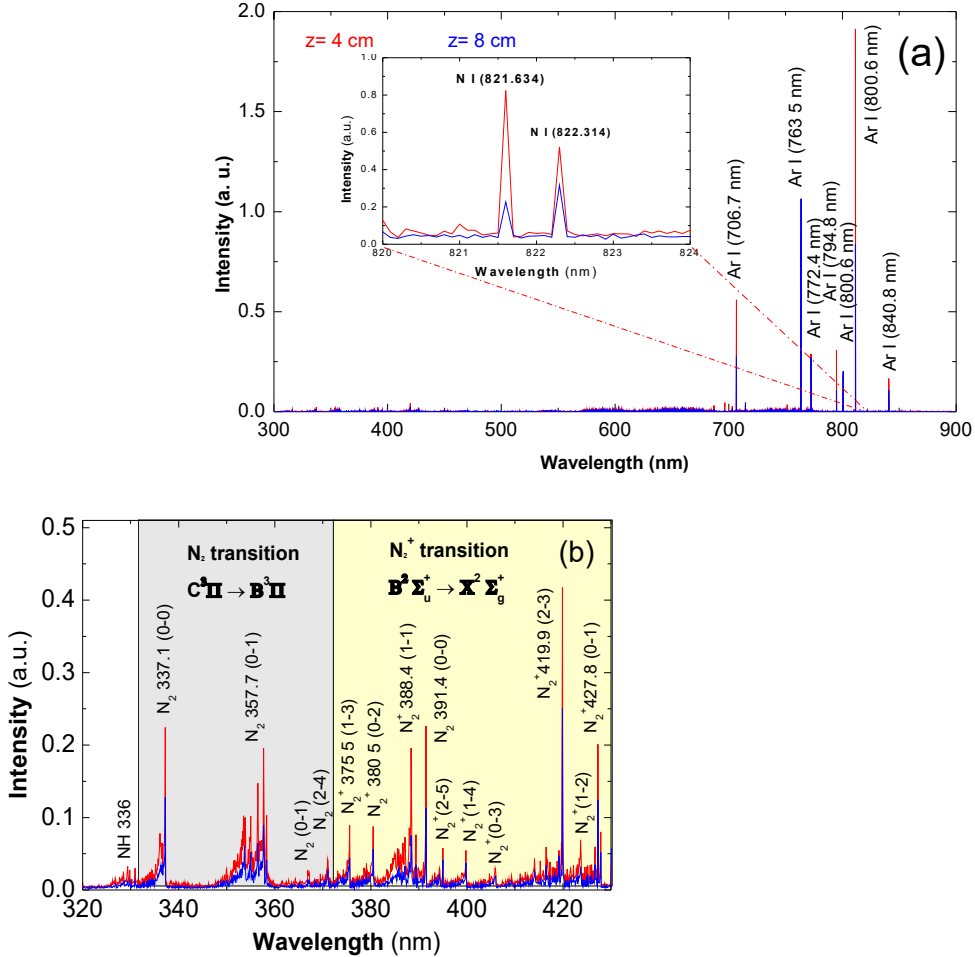 (a)
z= 4 cm
z= 8 cm
Intensity (a. u.)
2.0
1.5
1.0
0.5
0.0
300
400
500
600
700
800
900
Wavelength (nm)
Ar I (706.7 nm)
Ar I (763 5 nm)
Ar I (772.4 nm)
Ar I (794.8 nm)
Ar I (800.6 nm)
Ar I (800.6 nm)
Ar I (840.8 nm)
N I (821.634)
N I (822.314)
Intensity (a.u.)
1.0
0.8
0.6
0.4
0.2
0.0
820
821
822
823
824
Wavelength (nm)
(b)
Intensity (a.u.)
0.5
0.4
0.3
0.2
0.1
0.0
320
340
360
380
400
420
Wavelength (nm)
N₂ transition
C³Π → B³Π
N₂⁺ transition
B² Σᵤ⁺ → X² Σg⁺
NH 336
N₂ 337.1 (0-0)
N₂ 357.7 (0-1)
N₂ (0-1)
N₂ (2-4)
N₂⁺ 375 5 (1-3)
N₂⁺ 380 5 (0-2)
N₂⁺ 388.4 (1-1)
N₂ 391.4 (0-0)
N₂⁺(2-5)
N₂⁺(1-4)
N₂⁺(0-3)
N₂⁺419.9 (2-3)
N₂⁺(1-2)
N₂⁺427.8 (0-1)